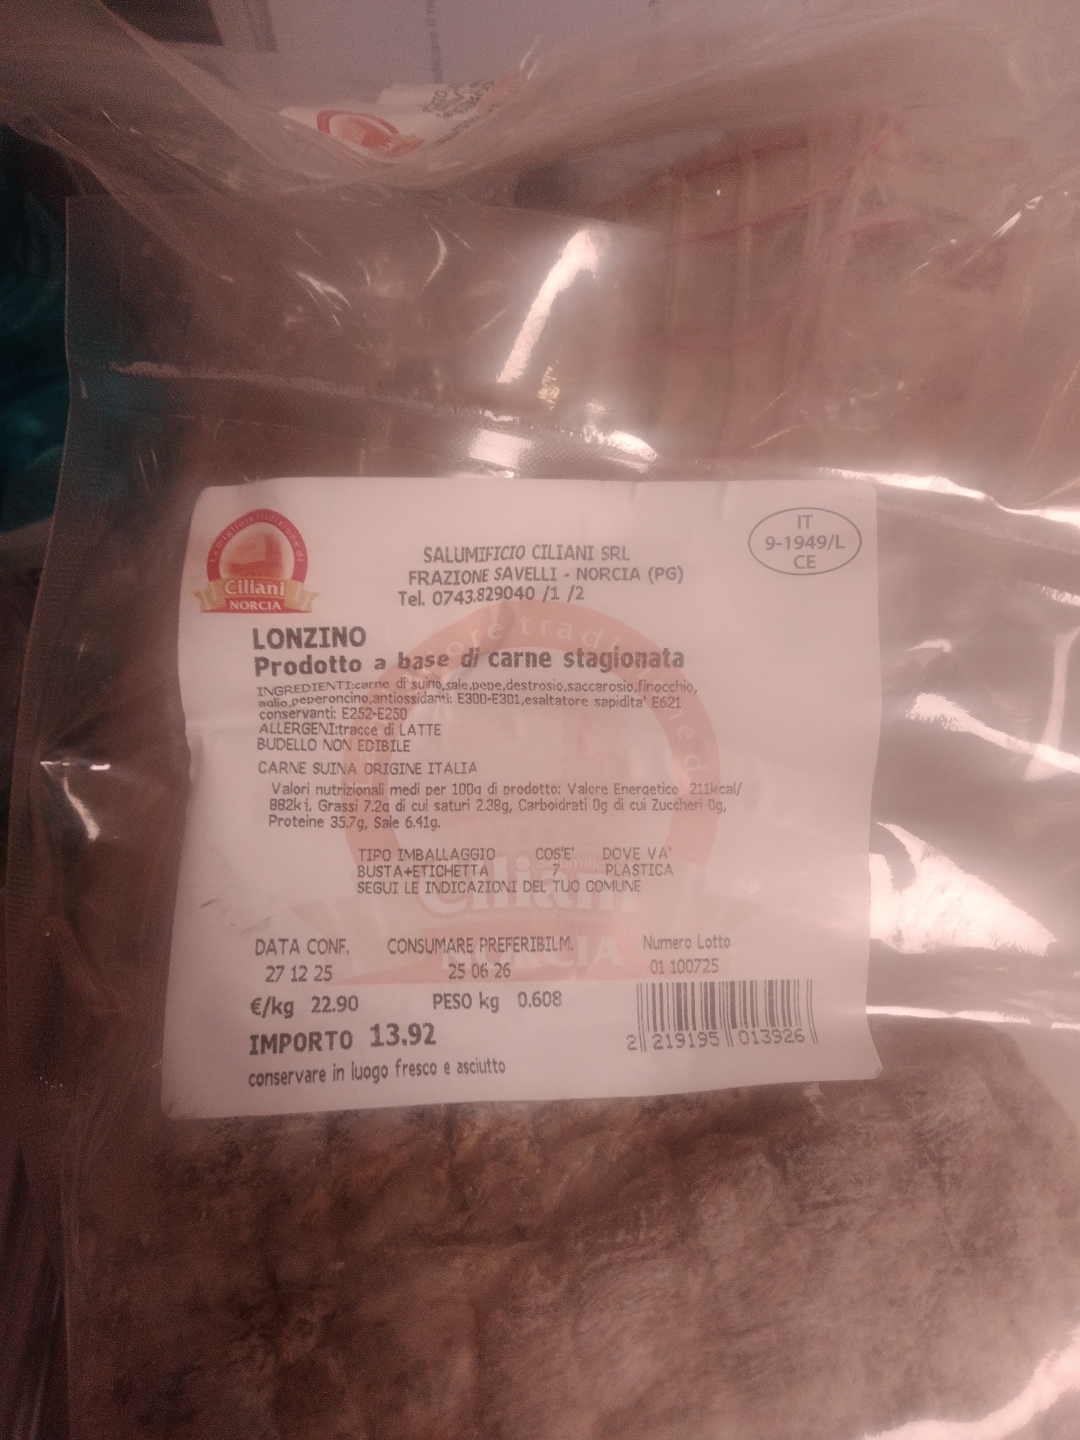 Ciliani
NORCIA
SALUMIFICIO CILIANI SRL
FRAZIONE SAVELLI - NORCIA (PG)
Tel. 0743.829040 /1 /2
IT
9-1949/L
CE
LONZINO
Prodotto a base di carne stagionata
INGREDIENTI:carne di suino,sale,pepe,destrosio,saccarosio,finocchio,
aglio,peperoncino,antiossidanti: E300-E301,esaltatore sapidita' E621
conservanti: E252-E250
ALLERGENI:tracce di LATTE
BUDELLO NON EDIBILE
CARNE SUINA ORIGINE ITALIA
Valori nutrizionali medi per 100g di prodotto: Valore Energetico 211kcal/
882kj, Grassi 7.2g di cui saturi 2.38g, Carboidrati 0g di cui Zuccheri 0g,
Proteine 35.7g, Sale 6.41g.
TIPO IMBALLAGGIO COS'E' DOVE VA'
BUSTA+ETICHETTA 7 PLASTICA
SEGUI LE INDICAZIONI DEL TUO COMUNE
Ciliani
NORCIA
DATA CONF. CONSUMARE PREFERIBILM. Numero Lotto
27 12 25 25 06 26 01 100725
€/kg 22.90 PESO kg 0.608
IMPORTO 13.92
2 219195 013926
conservare in luogo fresco e asciutto